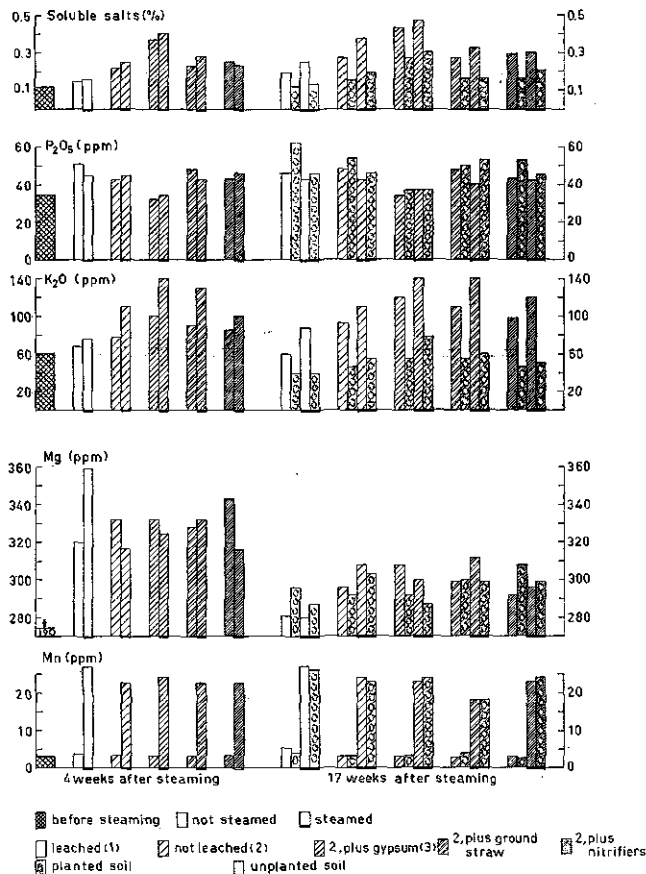 Soluble salts (%)
0.5 0.5
0.3 0.3
0.1 0.1
P₂O₅ (ppm)
60 60
40 40
20 20
0 0
K₂O (ppm)
140 140
100 100
60 60
20 20
Mg (ppm)
360 360
340 340
320 320
300 300
280 280
Mn (ppm)
20 20
10 10
0 0
4 weeks after steaming 17 weeks after steaming
before steaming not steamed steamed
leached (1) not leached (2) 2, plus gypsum (3) 2, plus ground straw 2, plus nitrifiers
planted soil unplanted soil